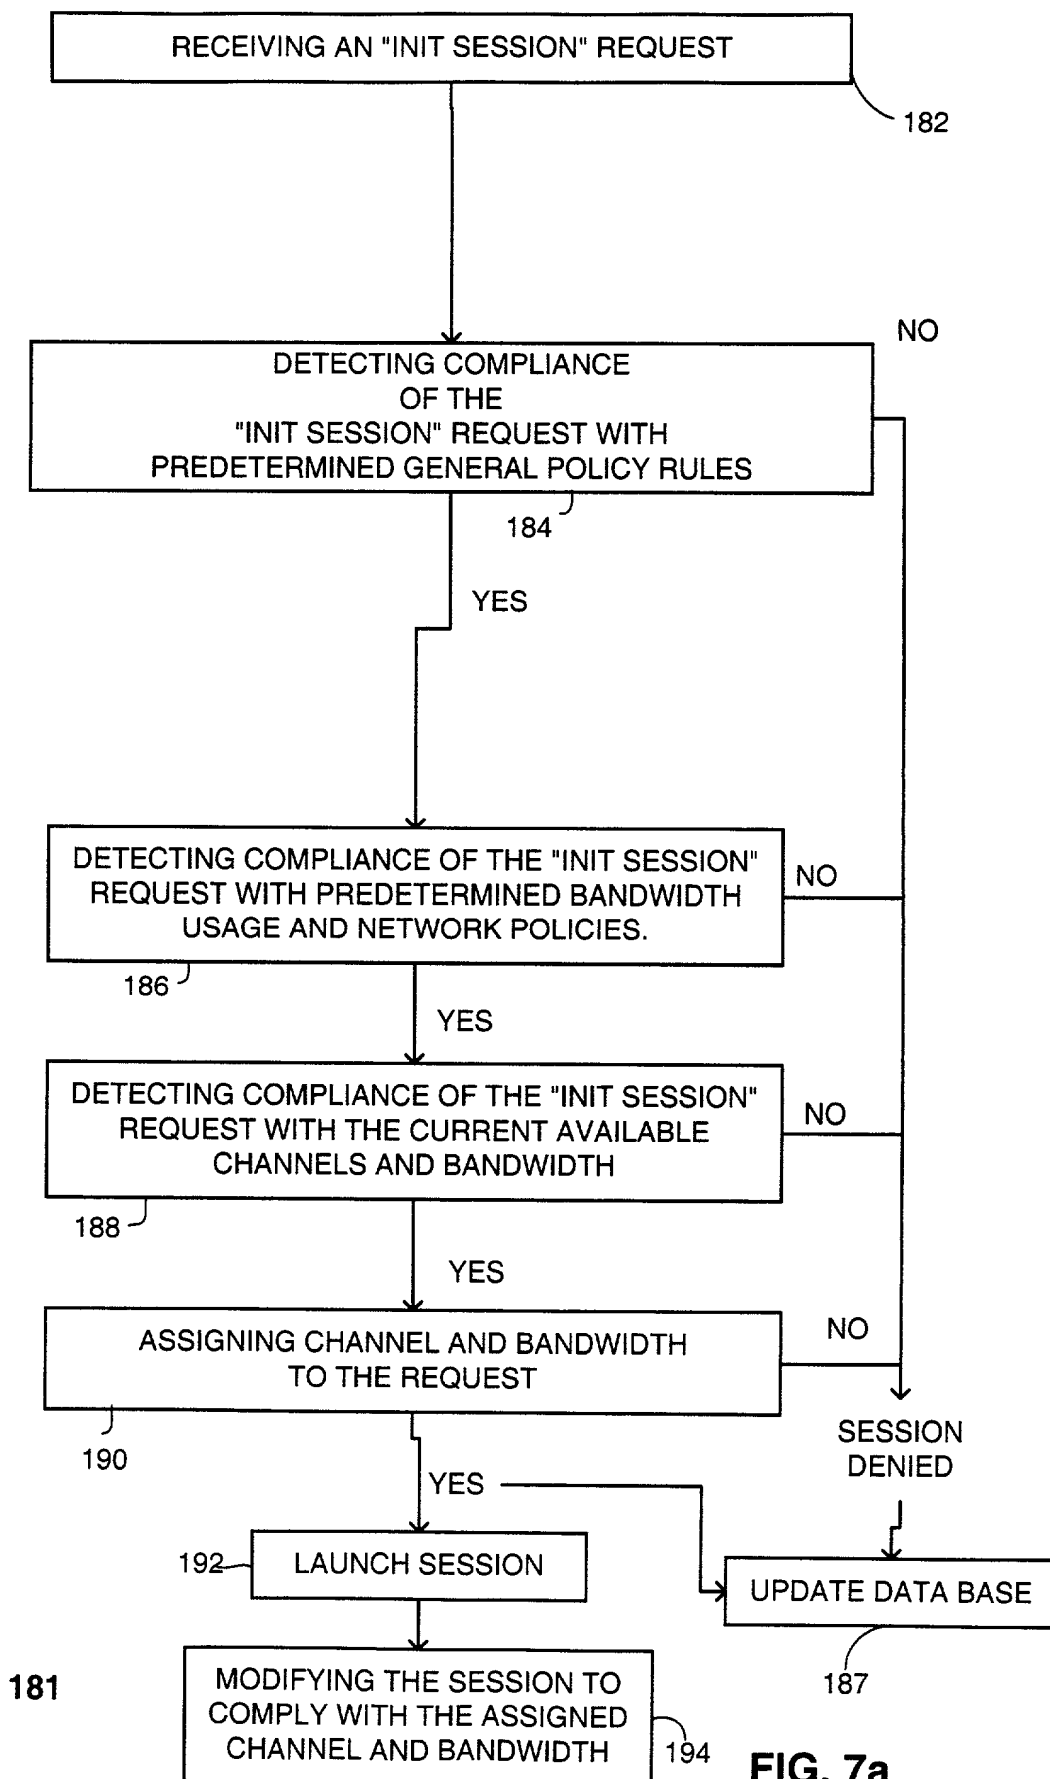 RECEIVING AN "INIT SESSION" REQUEST
182
NO
DETECTING COMPLIANCE
OF THE
"INIT SESSION" REQUEST WITH
PREDETERMINED GENERAL POLICY RULES
184
YES
DETECTING COMPLIANCE OF THE "INIT SESSION"
REQUEST WITH PREDETERMINED BANDWIDTH
USAGE AND NETWORK POLICIES.
NO
186
YES
DETECTING COMPLIANCE OF THE "INIT SESSION"
REQUEST WITH THE CURRENT AVAILABLE
CHANNELS AND BANDWIDTH
NO
188
YES
ASSIGNING CHANNEL AND BANDWIDTH
TO THE REQUEST
NO
190
SESSION
DENIED
YES
192
LAUNCH SESSION
UPDATE DATA BASE
187
181
MODIFYING THE SESSION TO
COMPLY WITH THE ASSIGNED
CHANNEL AND BANDWIDTH
194
FIG. 7a